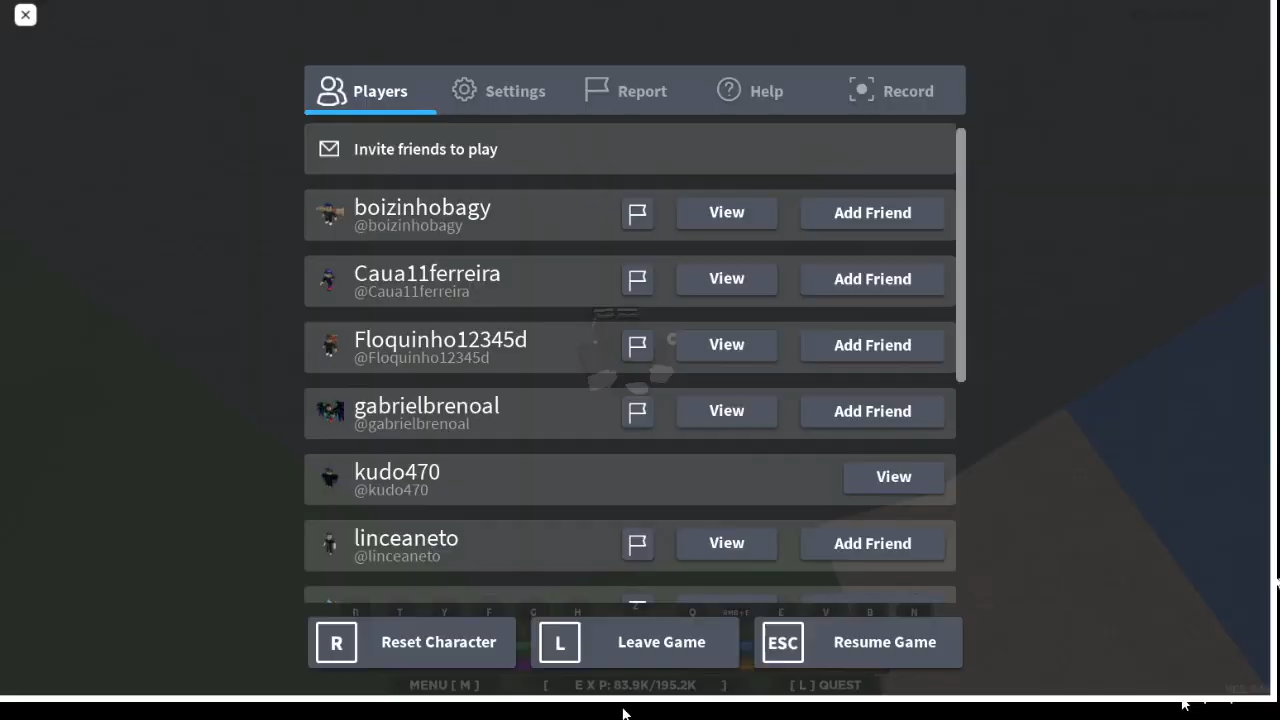 Players
Settings
Report
Help
Record
Invite friends to play
boizinhobagy
@boizinhobagy
View
Add Friend
Caua11ferreira
@Caua11ferreira
View
Add Friend
Floquinho12345d
@Floquinho12345d
View
Add Friend
gabrielbrenoal
@gabrielbrenoal
View
Add Friend
kudo470
@kudo470
View
linceaneto
@linceaneto
View
Add Friend
T Y F H Z Q E V B N
R Reset Character
L Leave Game
ESC Resume Game
MENU [ M ] [ E X P: 83.9K/195.2K ] [ L ] QUEST